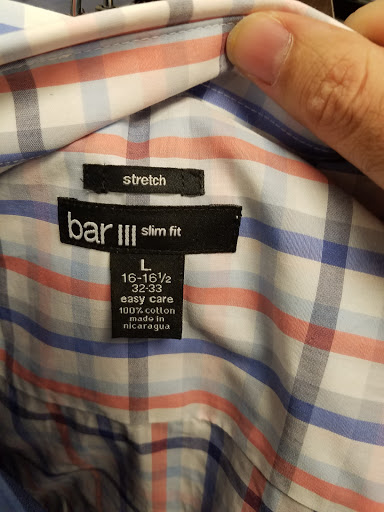 stretch
bar III slim fit
L
16-16½
32-33
easy care
100% cotton
made in
nicaragua